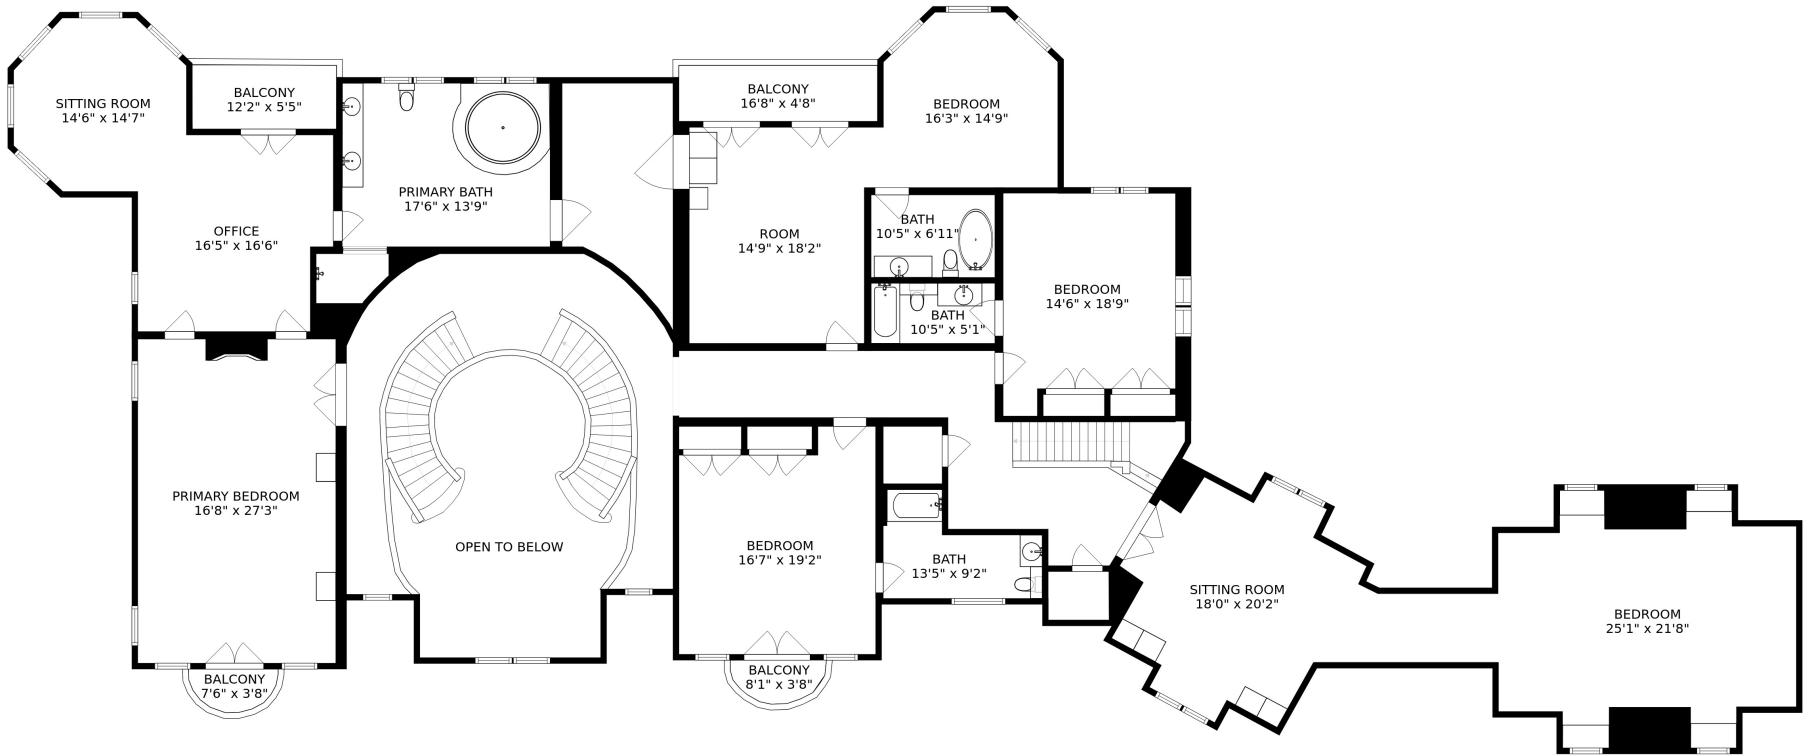 SITTING ROOM
14'6" x 14'7"
BALCONY
12'2" x 5'5"
BALCONY
16'8" x 4'8"
BEDROOM
16'3" x 14'9"
PRIMARY BATH
17'6" x 13'9"
OFFICE
16'5" x 16'6"
ROOM
14'9" x 18'2"
BATH
10'5" x 6'11"
BATH
10'5" x 5'1"
BEDROOM
14'6" x 18'9"
PRIMARY BEDROOM
16'8" x 27'3"
OPEN TO BELOW
BEDROOM
16'7" x 19'2"
BATH
13'5" x 9'2"
SITTING ROOM
18'0" x 20'2"
BEDROOM
25'1" x 21'8"
BALCONY
7'6" x 3'8"
BALCONY
8'1" x 3'8"